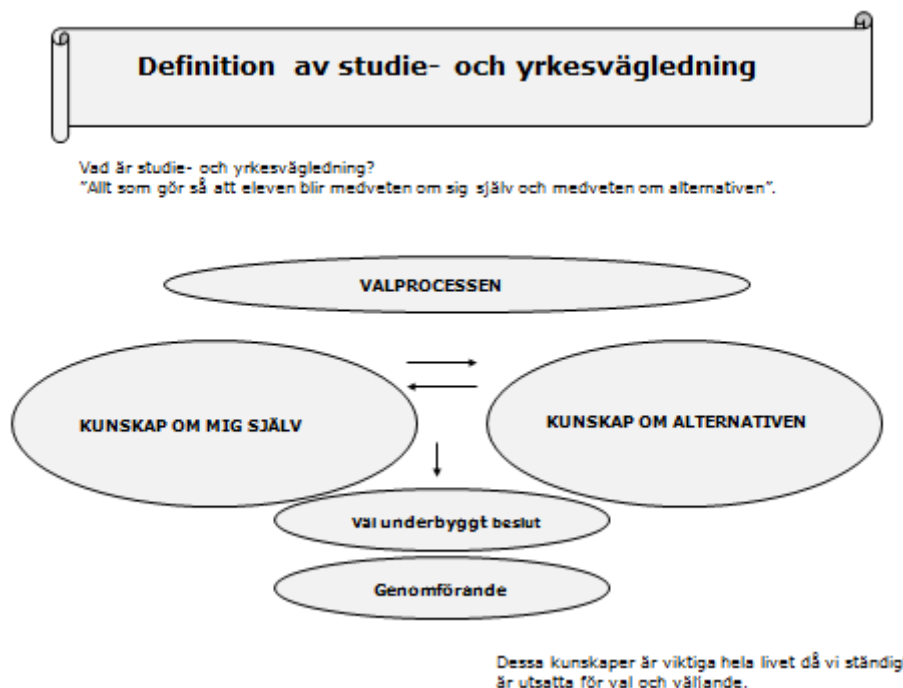 Definition av studie- och yrkesvägledning
Vad är studie- och yrkesvägledning?
"Allt som gör så att eleven blir medveten om sig själv och medveten om alternativen".
VALPROCESSEN
KUNSKAP OM MIG SJÄLV
KUNSKAP OM ALTERNATIVEN
Väl underbyggt beslut
Genomförande
Dessa kunskaper är viktiga hela livet då vi ständigt
är utsatta för val och vällande.